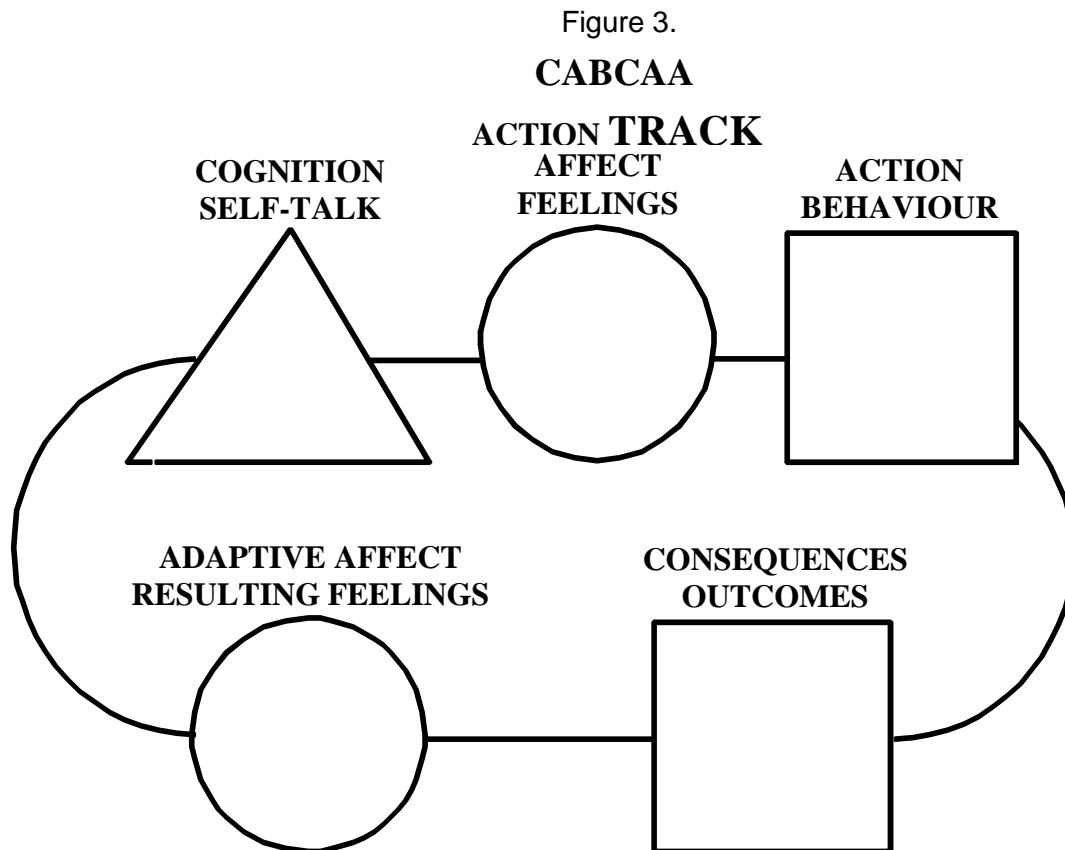 Figure 3.
CABCAA
ACTION TRACK
COGNITION
SELF-TALK
AFFECT
FEELINGS
ACTION
BEHAVIOUR
ADAPTIVE AFFECT
RESULTING FEELINGS
CONSEQUENCES
OUTCOMES